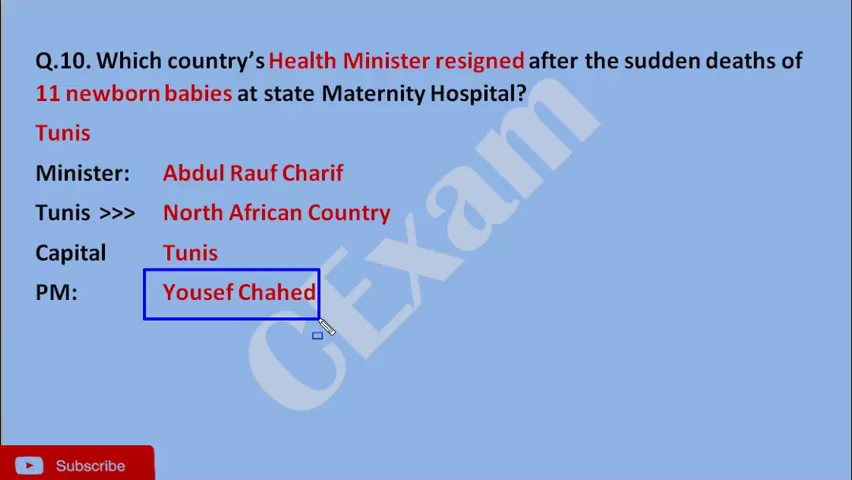 Q.10. Which country's Health Minister resigned after the sudden deaths of
11 newborn babies at state Maternity Hospital?
Tunis
Minister: Abdul Rauf Charif
Tunis >>> North African Country
Capital Tunis
PM: Yousef Chahed
CExam
Subscribe